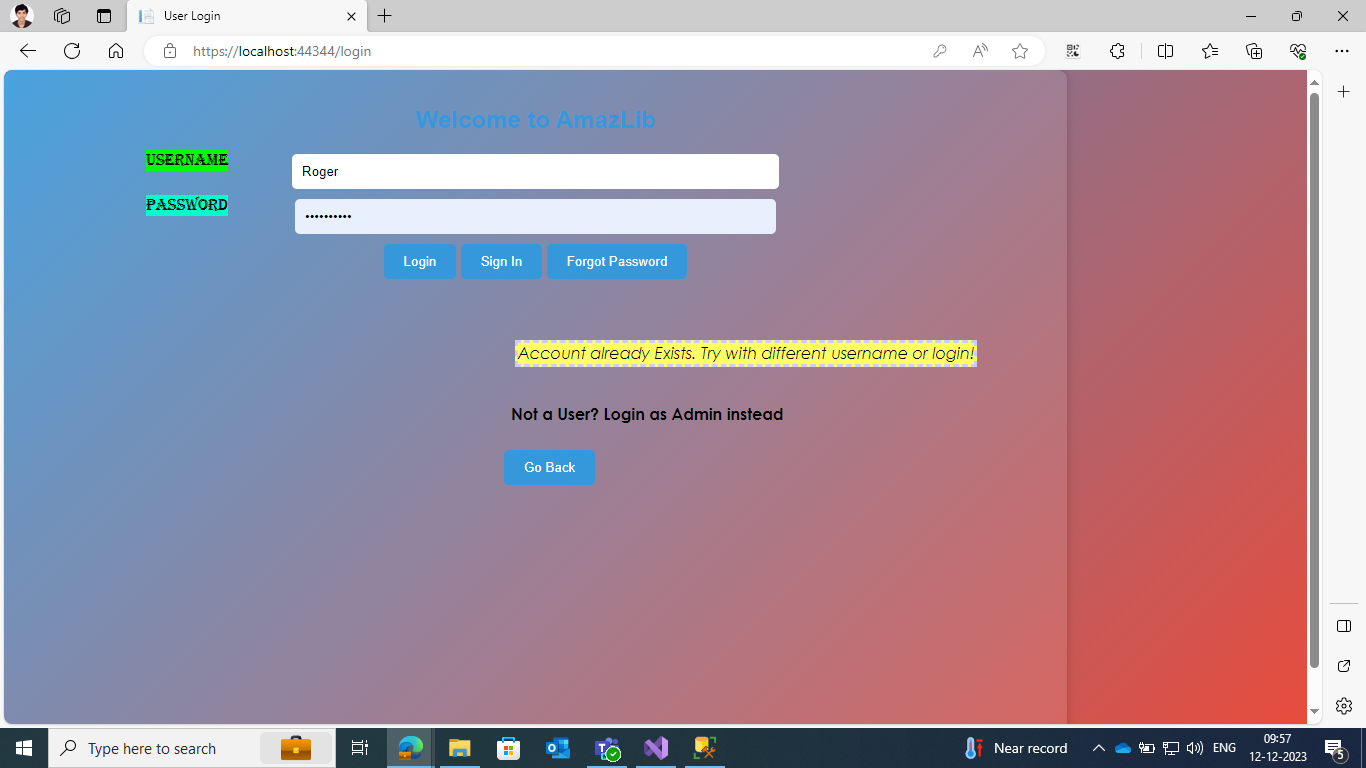 User Login
https://localhost:44344/login
Welcome to AmazLib
USERNAME
Roger
PASSWORD
••••••••••
Login Sign In Forgot Password
Account already Exists. Try with different username or login!
Not a User? Login as Admin instead
Go Back
Type here to search
Near record
ENG
09:57
12-12-2023
5